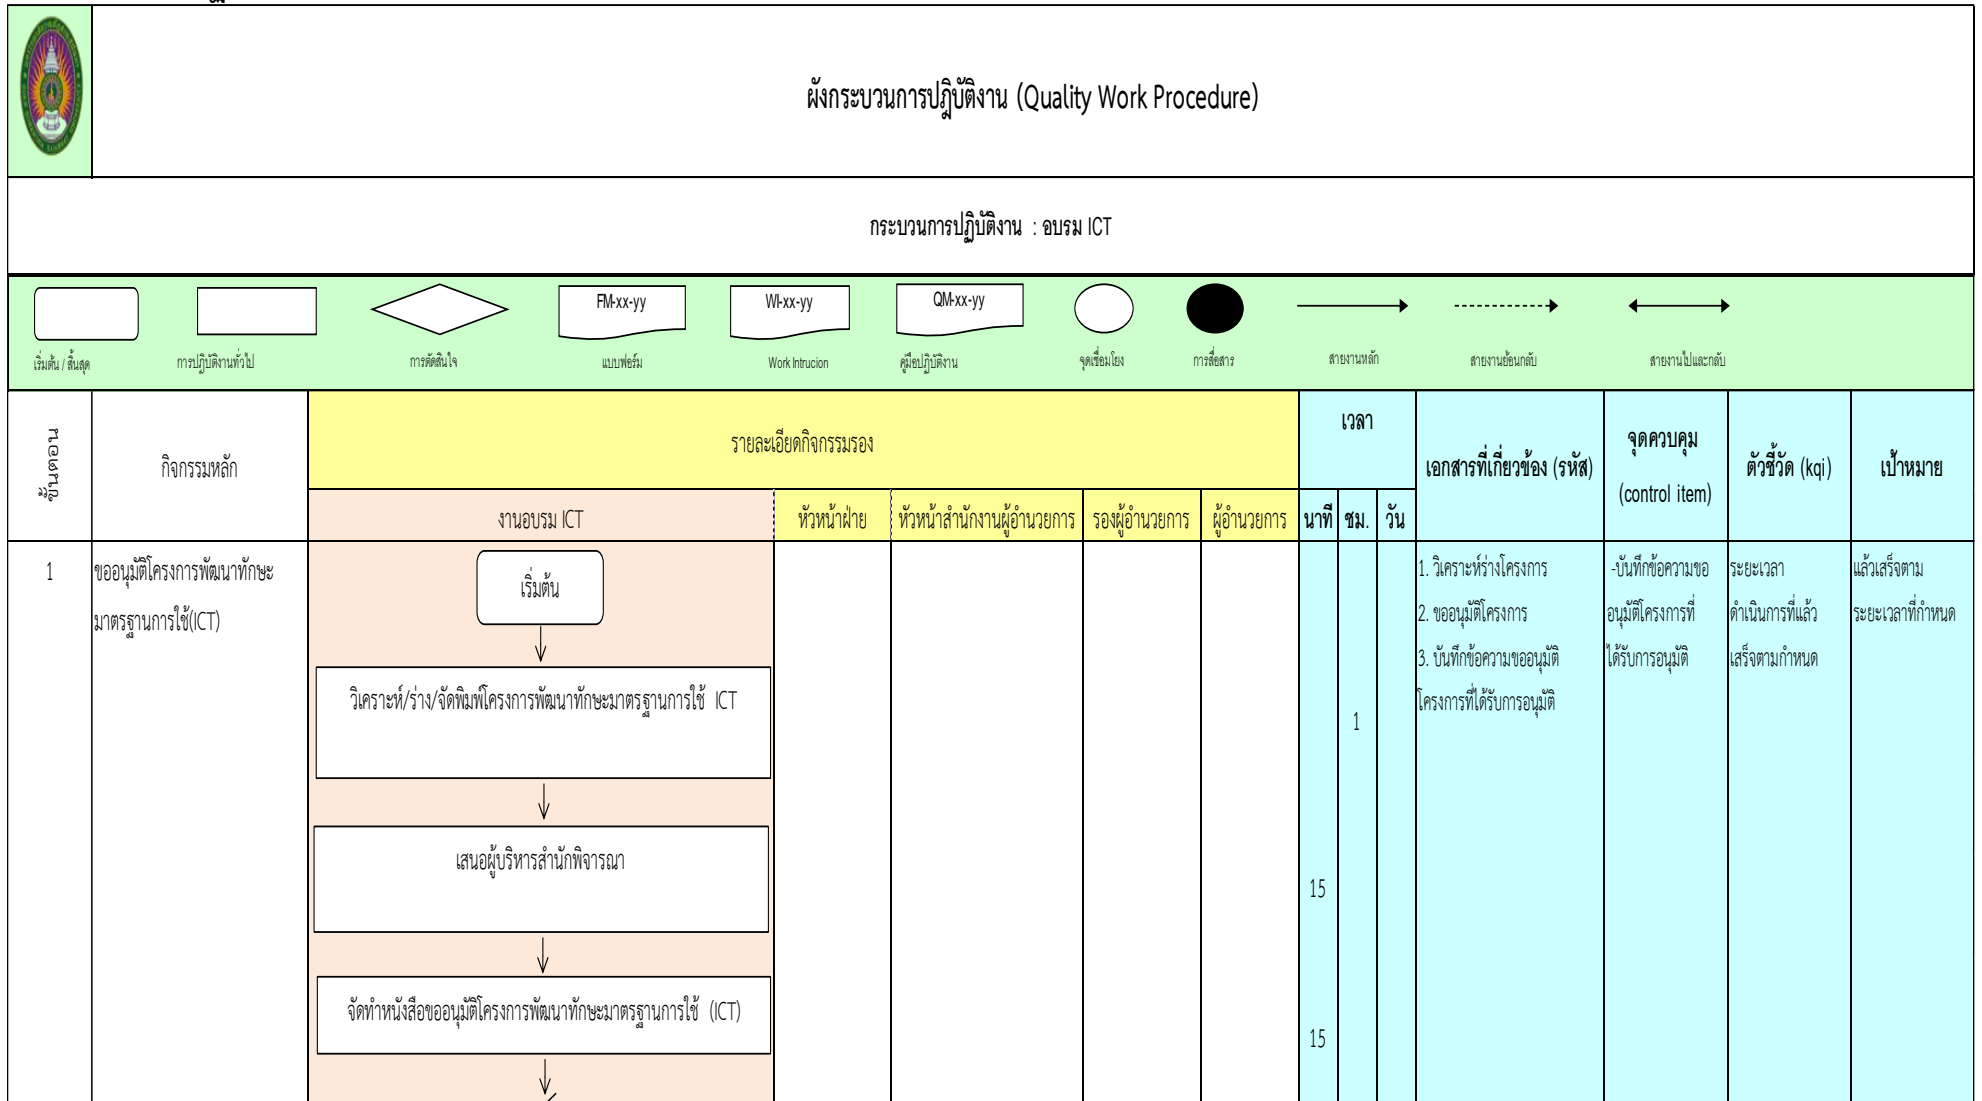 ผังกระบวนการปฎิบัติงาน (Quality Work Procedure)
กระบวนการปฏิบัติงาน : อบรม ICT
FM-xx-yy
WI-xx-yy
QM-xx-yy
เริ่มต้น / สิ้นสุด
การปฏิบัติงานทั่วไป
การตัดสินใจ
แบบฟอร์ม
Work Intrucion
คู่มือปฏิบัติงาน
จุดเชื่อมโยง
การสื่อสาร
สายงานหลัก
สายงานย้อนกลับ
สายงานไปและกลับ
ขั้นตอน
กิจกรรมหลัก
รายละเอียดกิจกรรมรอง
เวลา
เอกสารที่เกี่ยวข้อง (รหัส)
จุดควบคุม
(control item)
ตัวชี้วัด (kqi)
เป้าหมาย
งานอบรม ICT
หัวหน้าฝ่าย
หัวหน้าสำนักงานผู้อำนวยการ
รองผู้อำนวยการ
ผู้อำนวยการ
นาที
ชม.
วัน
1
ขออนุมัติโครงการพัฒนาทักษะ
มาตรฐานการใช้(ICT)
เริ่มต้น
วิเคราะห์/ร่าง/จัดพิมพ์โครงการพัฒนาทักษะมาตรฐานการใช้ ICT
เสนอผู้บริหารสำนักพิจารณา
จัดทำหนังสือขออนุมัติโครงการพัฒนาทักษะมาตรฐานการใช้ (ICT)
1
15
15
1. วิเคราะห์ร่างโครงการ
2. ขออนุมัติโครงการ
3. บันทึกข้อความขออนุมัติ
โครงการที่ได้รับการอนุมัติ
-บันทึกข้อความขอ
อนุมัติโครงการที่
ได้รับการอนุมัติ
ระยะเวลา
ดำเนินการที่แล้ว
เสร็จตามกำหนด
แล้วเสร็จตาม
ระยะเวลาที่กำหนด